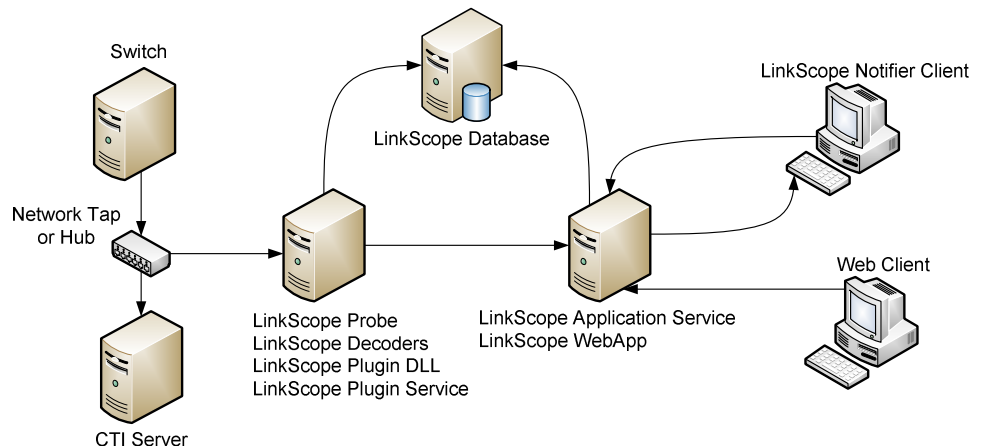 Switch
LinkScope Database
LinkScope Notifier Client
Network Tap
or Hub
Web Client
LinkScope Probe
LinkScope Decoders
LinkScope Plugin DLL
LinkScope Plugin Service
LinkScope Application Service
LinkScope WebApp
CTI Server